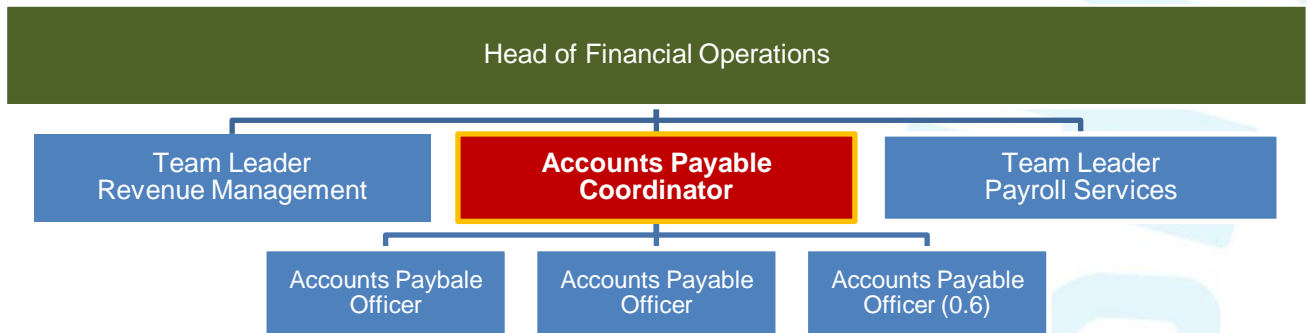 Head of Financial Operations
Team Leader
Revenue Management
Accounts Payable
Coordinator
Team Leader
Payroll Services
Accounts Paybale
Officer
Accounts Payable
Officer
Accounts Payable
Officer (0.6)